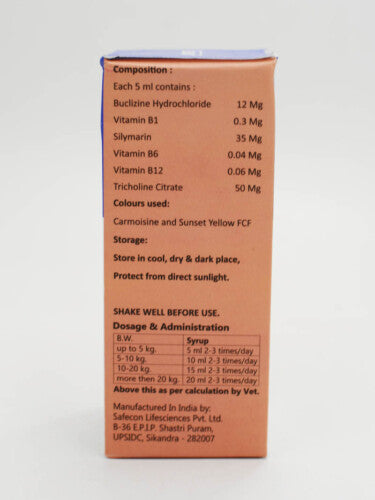 Composition :
Each 5 ml contains :
Buclizine Hydrochloride 12 Mg
Vitamin B1 0.3 Mg
Silymarin 35 Mg
Vitamin B6 0.04 Mg
Vitamin B12 0.06 Mg
Tricholine Citrate 50 Mg
Colours used:
Carmoisine and Sunset Yellow FCF
Storage:
Store in cool, dry & dark place,
Protect from direct sunlight.
SHAKE WELL BEFORE USE.
Dosage & Administration
B.W. Syrup
up to 5 kg. 5 ml 2-3 times/day
5-10 kg. 10 ml 2-3 times/day
10-20 kg. 15 ml 2-3 times/day
more then 20 kg. 20 ml 2-3 times/day
Above this as per calculation by Vet.
Manufactured In India by:
Safecon Lifesciences Pvt. Ltd.
B-36 E.P.I.P. Shastri Puram,
UPSIDC, Sikandra - 282007